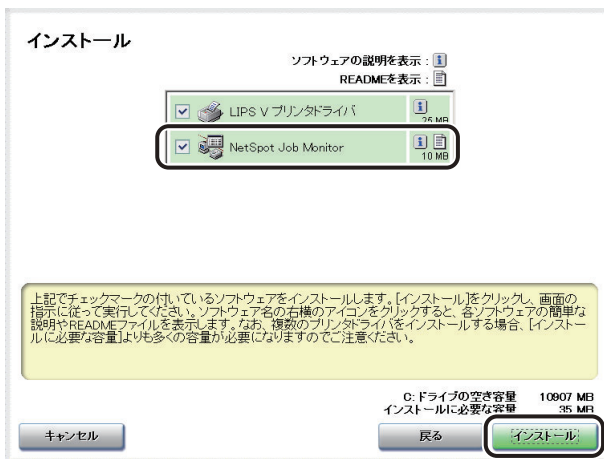 インストール
ソフトウェアの説明を表示 :
READMEを表示 :
LIPS V プリンタドライバ
25 MB
NetSpot Job Monitor
10 MB
上記でチェックマークの付いているソフトウェアをインストールします。[インストール]をクリックし、画面の
指示に従って実行してください。ソフトウェア名の右横のアイコンをクリックすると、各ソフトウェアの簡単な
説明やREADMEファイルを表示します。なお、複数のプリンタドライバをインストールする場合、[インストー
ルに必要な容量]よりも多くの容量が必要になりますのでご注意ください。
C:ドライブの空き容量 10907 MB
インストールに必要な容量 35 MB
キャンセル
戻る
インストール